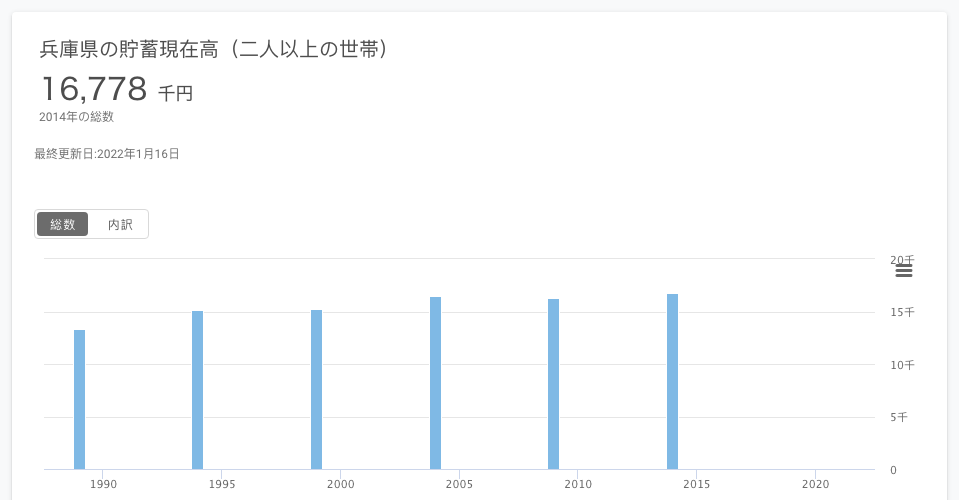 兵庫県の貯蓄現在高（二人以上の世帯）
16,778 千円
2014年の総数
最終更新日:2022年1月16日
総数 内訳
20千
15千
10千
5千
0
1990 1995 2000 2005 2010 2015 2020